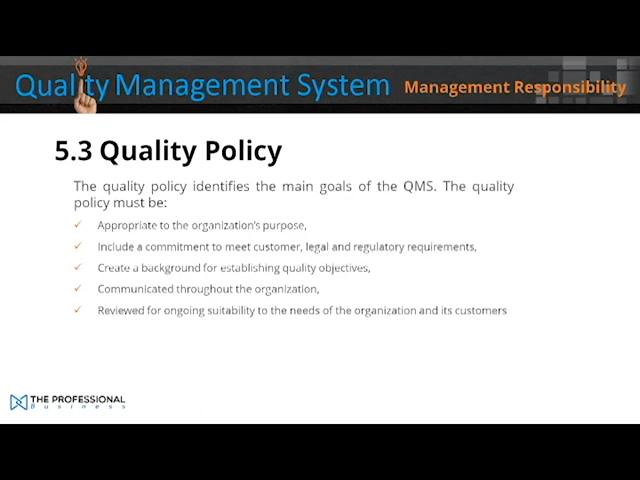 Quality Management System Management Responsibility
5.3 Quality Policy
The quality policy identifies the main goals of the QMS. The quality
policy must be:
✓ Appropriate to the organization's purpose,
✓ Include a commitment to meet customer, legal and regulatory requirements,
✓ Create a background for establishing quality objectives,
✓ Communicated throughout the organization,
✓ Reviewed for ongoing suitability to the needs of the organization and its customers
THE PROFESSIONAL
Business